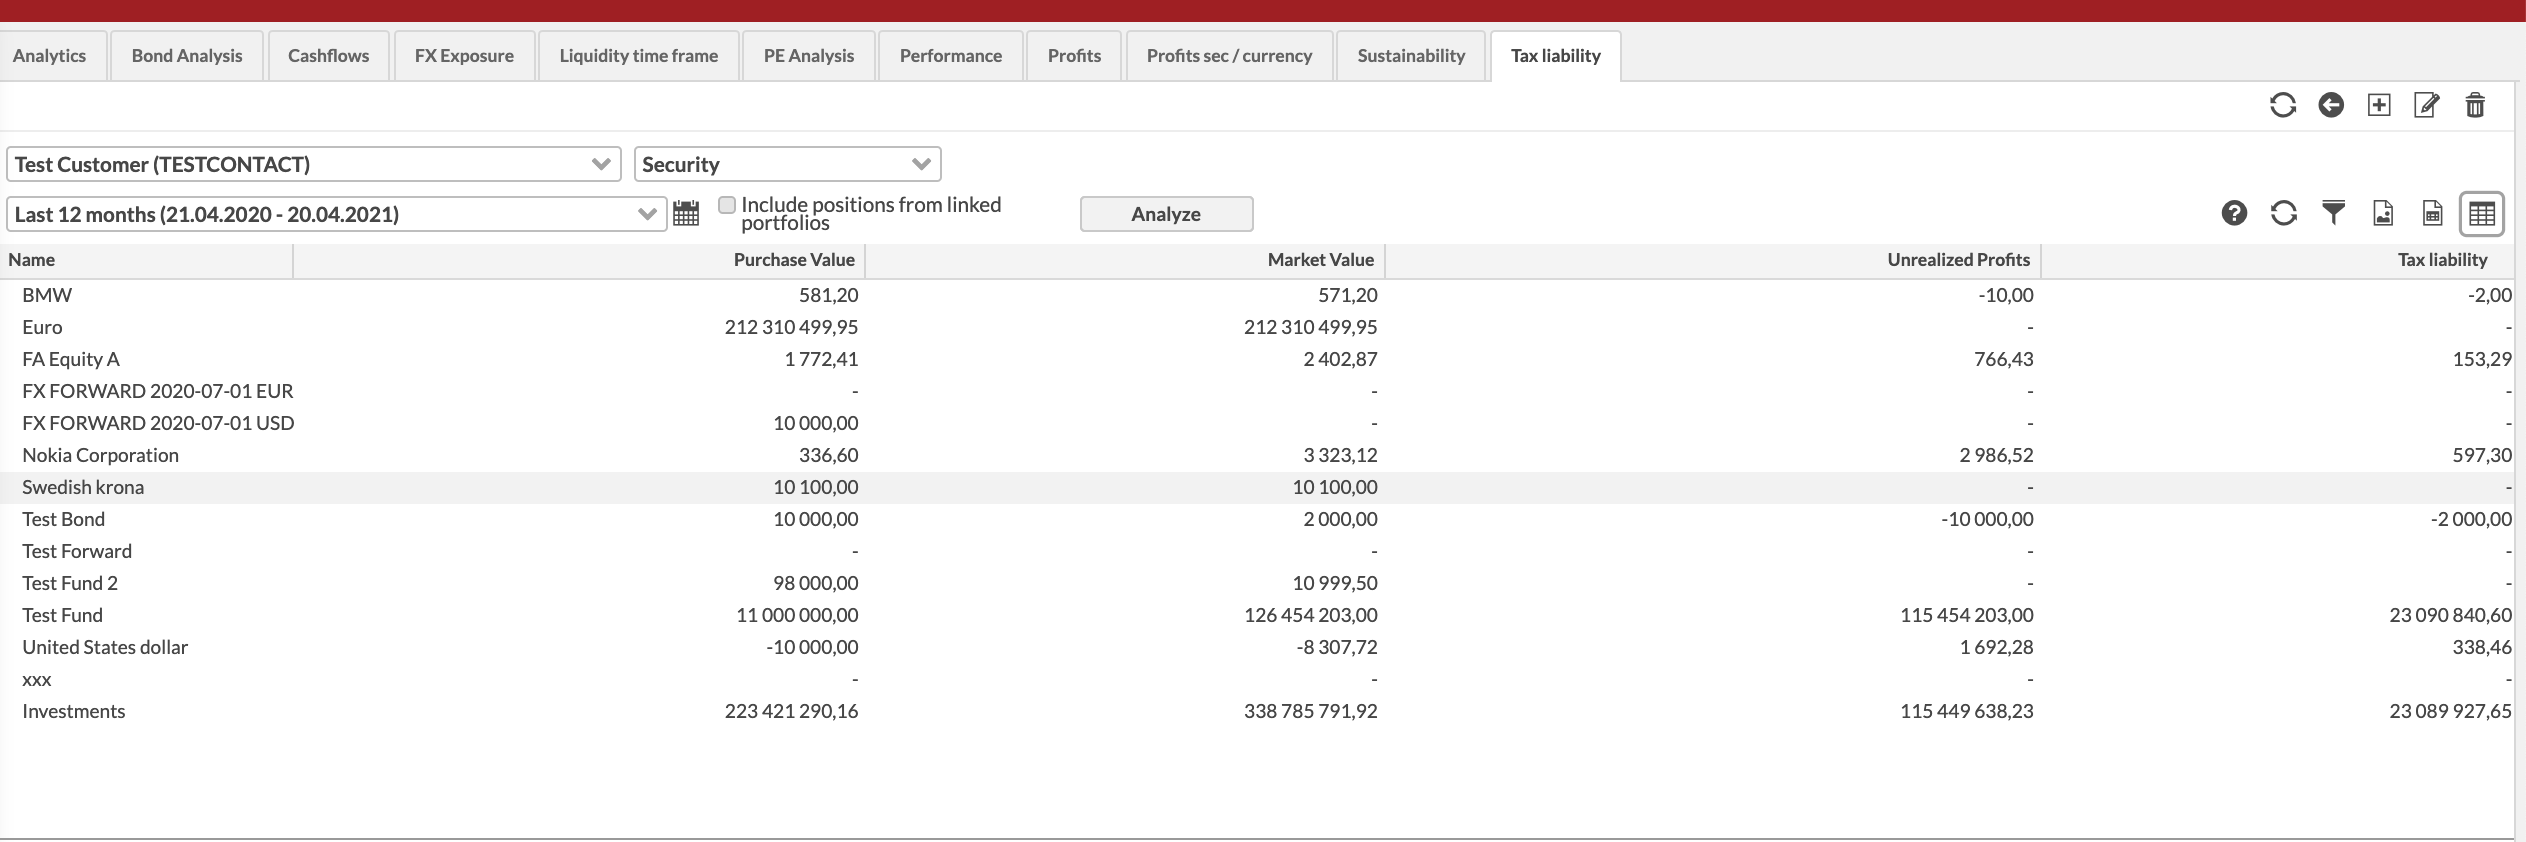 Analytics Bond Analysis Cashflows FX Exposure Liquidity time frame PE Analysis Performance Profits Profits sec / currency Sustainability Tax liability
Test Customer (TESTCONTACT) Security
Last 12 months (21.04.2020 - 20.04.2021) Include positions from linked portfolios Analyze
Name Purchase Value Market Value Unrealized Profits Tax liability
BMW 581,20 571,20 -10,00 -2,00
Euro 212 310 499,95 212 310 499,95 - -
FA Equity A 1 772,41 2 402,87 766,43 153,29
FX FORWARD 2020-07-01 EUR - - - -
FX FORWARD 2020-07-01 USD 10 000,00 - - -
Nokia Corporation 336,60 3 323,12 2 986,52 597,30
Swedish krona 10 100,00 10 100,00 - -
Test Bond 10 000,00 2 000,00 -10 000,00 -2 000,00
Test Forward - - - -
Test Fund 2 98 000,00 10 999,50 - -
Test Fund 11 000 000,00 126 454 203,00 115 454 203,00 23 090 840,60
United States dollar -10 000,00 -8 307,72 1 692,28 338,46
xxx - - - -
Investments 223 421 290,16 338 785 791,92 115 449 638,23 23 089 927,65